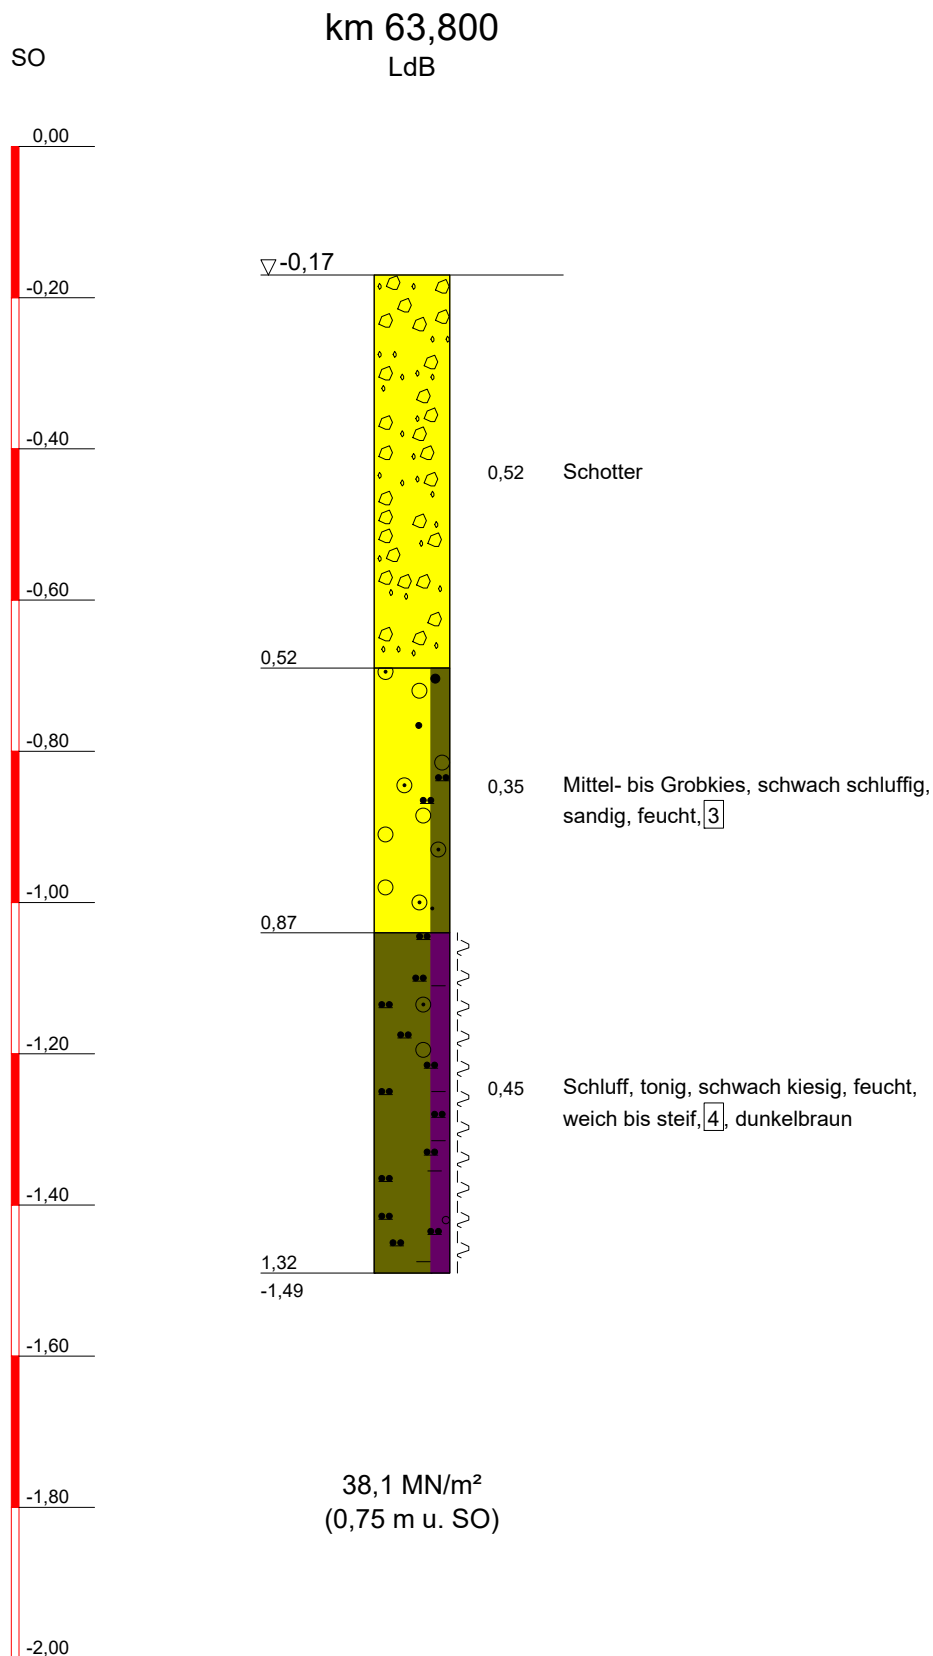 km 63,800
LdB
SO
0,00
-0,17
-0,20
-0,40
0,52 Schotter
-0,60
0,52
-0,80
0,35 Mittel- bis Grobkies, schwach schluffig,
sandig, feucht, 3
-1,00
0,87
-1,20
0,45 Schluff, tonig, schwach kiesig, feucht,
weich bis steif, 4, dunkelbraun
-1,40
1,32
-1,49
-1,60
38,1 MN/m²
-1,80
(0,75 m u. SO)
-2,00